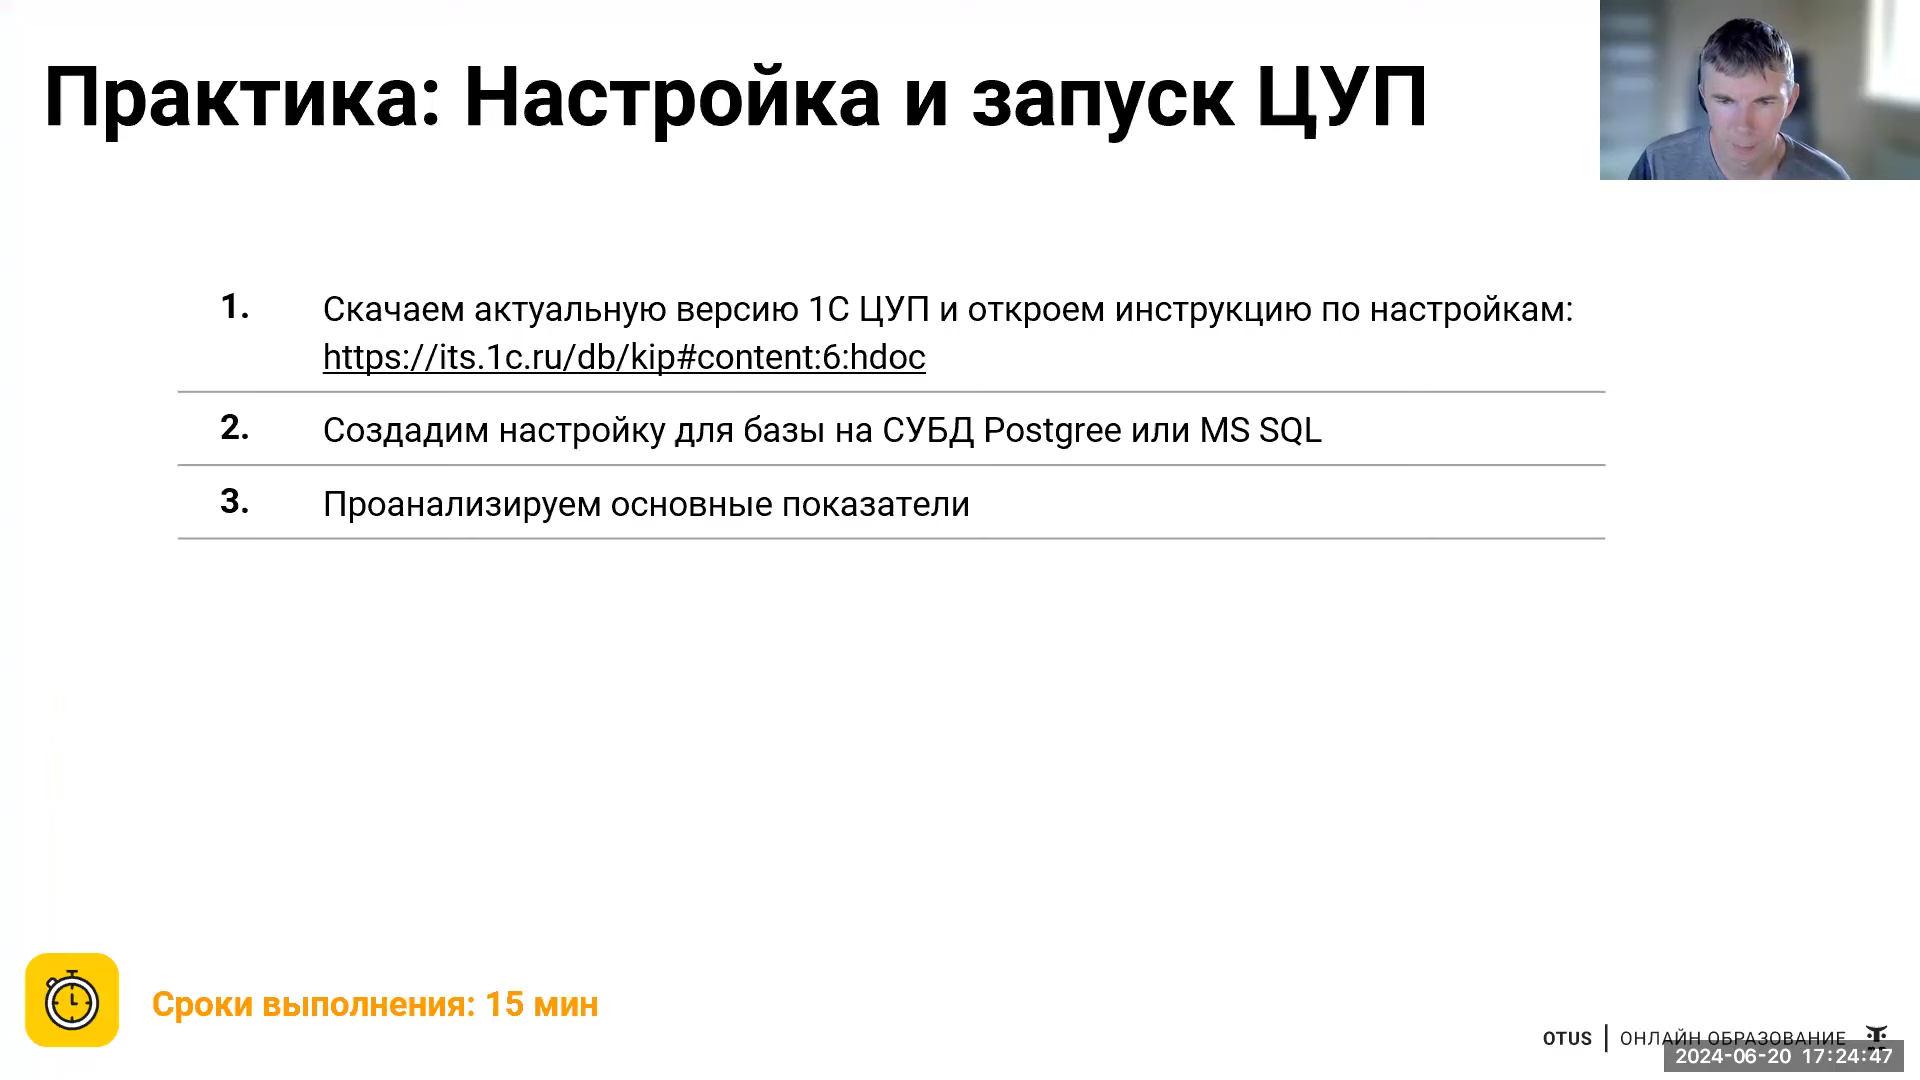 Практика: Настройка и запуск ЦУП
1. Скачаем актуальную версию 1С ЦУП и откроем инструкцию по настройкам:
https://its.1c.ru/db/kip#content:6:hdoc
2. Создадим настройку для базы на СУБД Postgree или MS SQL
3. Проанализируем основные показатели
Сроки выполнения: 15 мин
OTUS | ОНЛАЙН ОБРАЗОВАНИЕ
2024-06-20 17:24:47